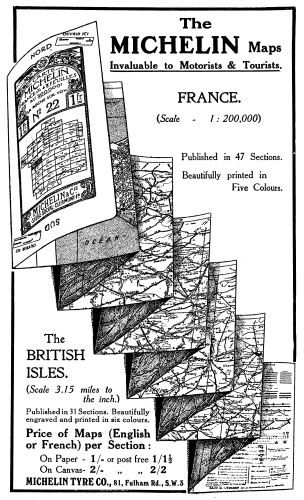 The
MICHELIN Maps
Invaluable to Motorists & Tourists.
FRANCE.
(Scale - 1 : 200,000)
Published in 47 Sections.
Beautifully printed in
Five Colours.
NORD
OUVRIR ICI
MICHELIN
No 22
1 F
MICHELIN & Cie
SUD
OCEAN
The
BRITISH
ISLES.
(Scale 3.15 miles to
the inch.)
Published in 31 Sections. Beautifully
engraved and printed in six colours.
Price of Maps (English
or French) per Section :
On Paper - 1/- or post free 1/1½
On Canvas- 2/- „ „ 2/2
MICHELIN TYRE CO., 81, Fulham Rd., S.W.3